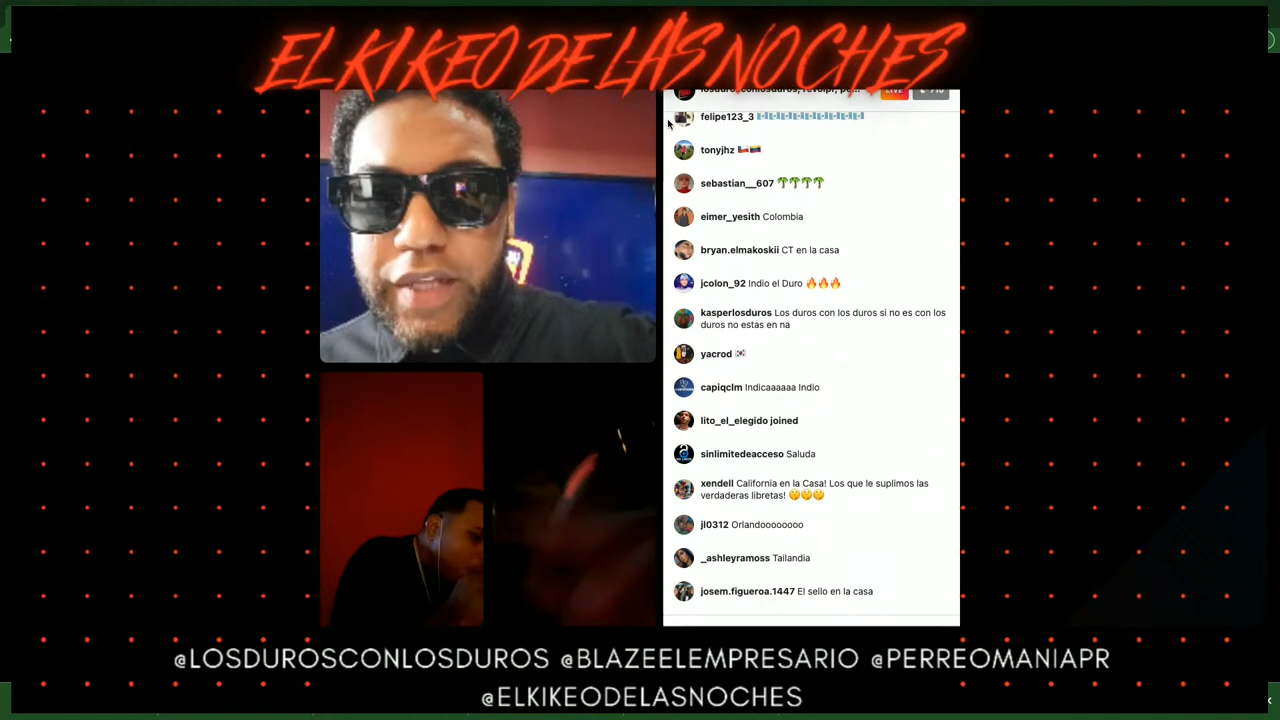 EL KIKEO DE LAS NOCHES
LIVE
felipe123_3 🇬🇹🇬🇹🇬🇹🇬🇹🇬🇹🇬🇹🇬🇹🇬🇹🇬🇹
tonyjhz 🇨🇱🇻🇪
sebastian__607 🌴🌴🌴🌴
eimer_yesith Colombia
bryan.elmakoskii CT en la casa
jcolon_92 Indio el Duro 🔥🔥🔥
kasperlosduros Los duros con los duros si no es con los
duros no estas en na
yacrod 🇰🇷
capiqclm Indicaaaaaa Indio
lito_el_elegido joined
sinlimitedeacceso Saluda
xendell California en la Casa! Los que le suplimos las
verdaderas libretas! 🤫🤫🤫
jl0312 Orlandoooooooo
_ashleyramoss Tailandia
josem.figueroa.1447 El sello en la casa
@LOSDUROSCONLOSDUROS @BLAZEELEMPRESARIO @PERREOMANIAPR
@ELKIKEODELASNOCHES